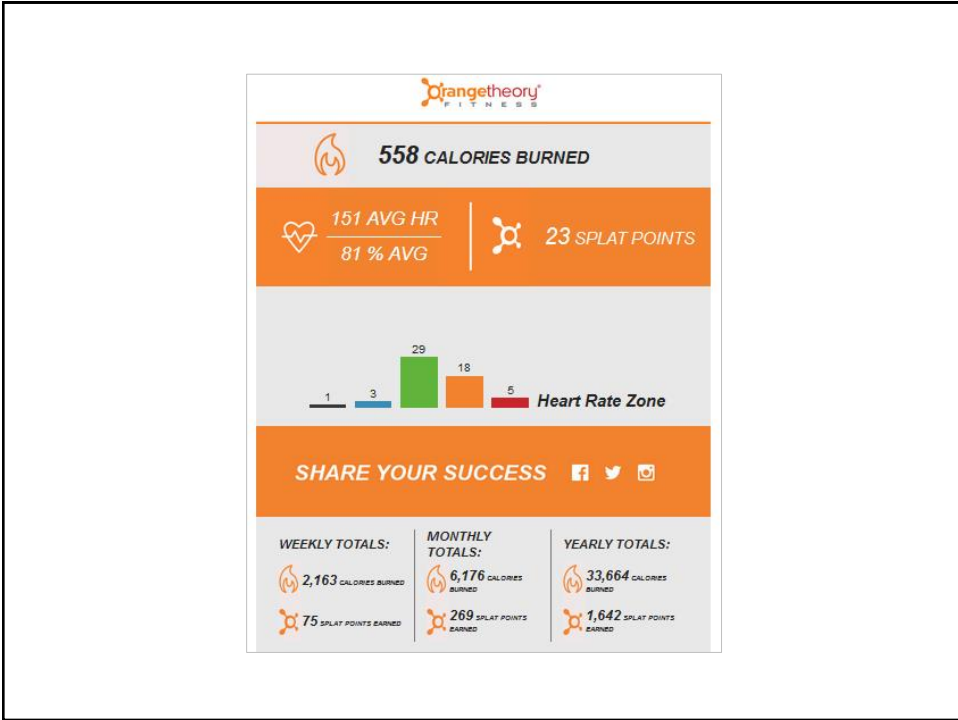 Orangetheory®
FITNESS
558 CALORIES BURNED
151 AVG HR
81 % AVG
23 SPLAT POINTS
29
18
1
3
5
Heart Rate Zone
SHARE YOUR SUCCESS
WEEKLY TOTALS:
2,163 CALORIES BURNED
75 SPLAT POINTS EARNED
MONTHLY
TOTALS:
6,176 CALORIES
BURNED
269 SPLAT POINTS
EARNED
YEARLY TOTALS:
33,664 CALORIES
BURNED
1,642 SPLAT POINTS
EARNED